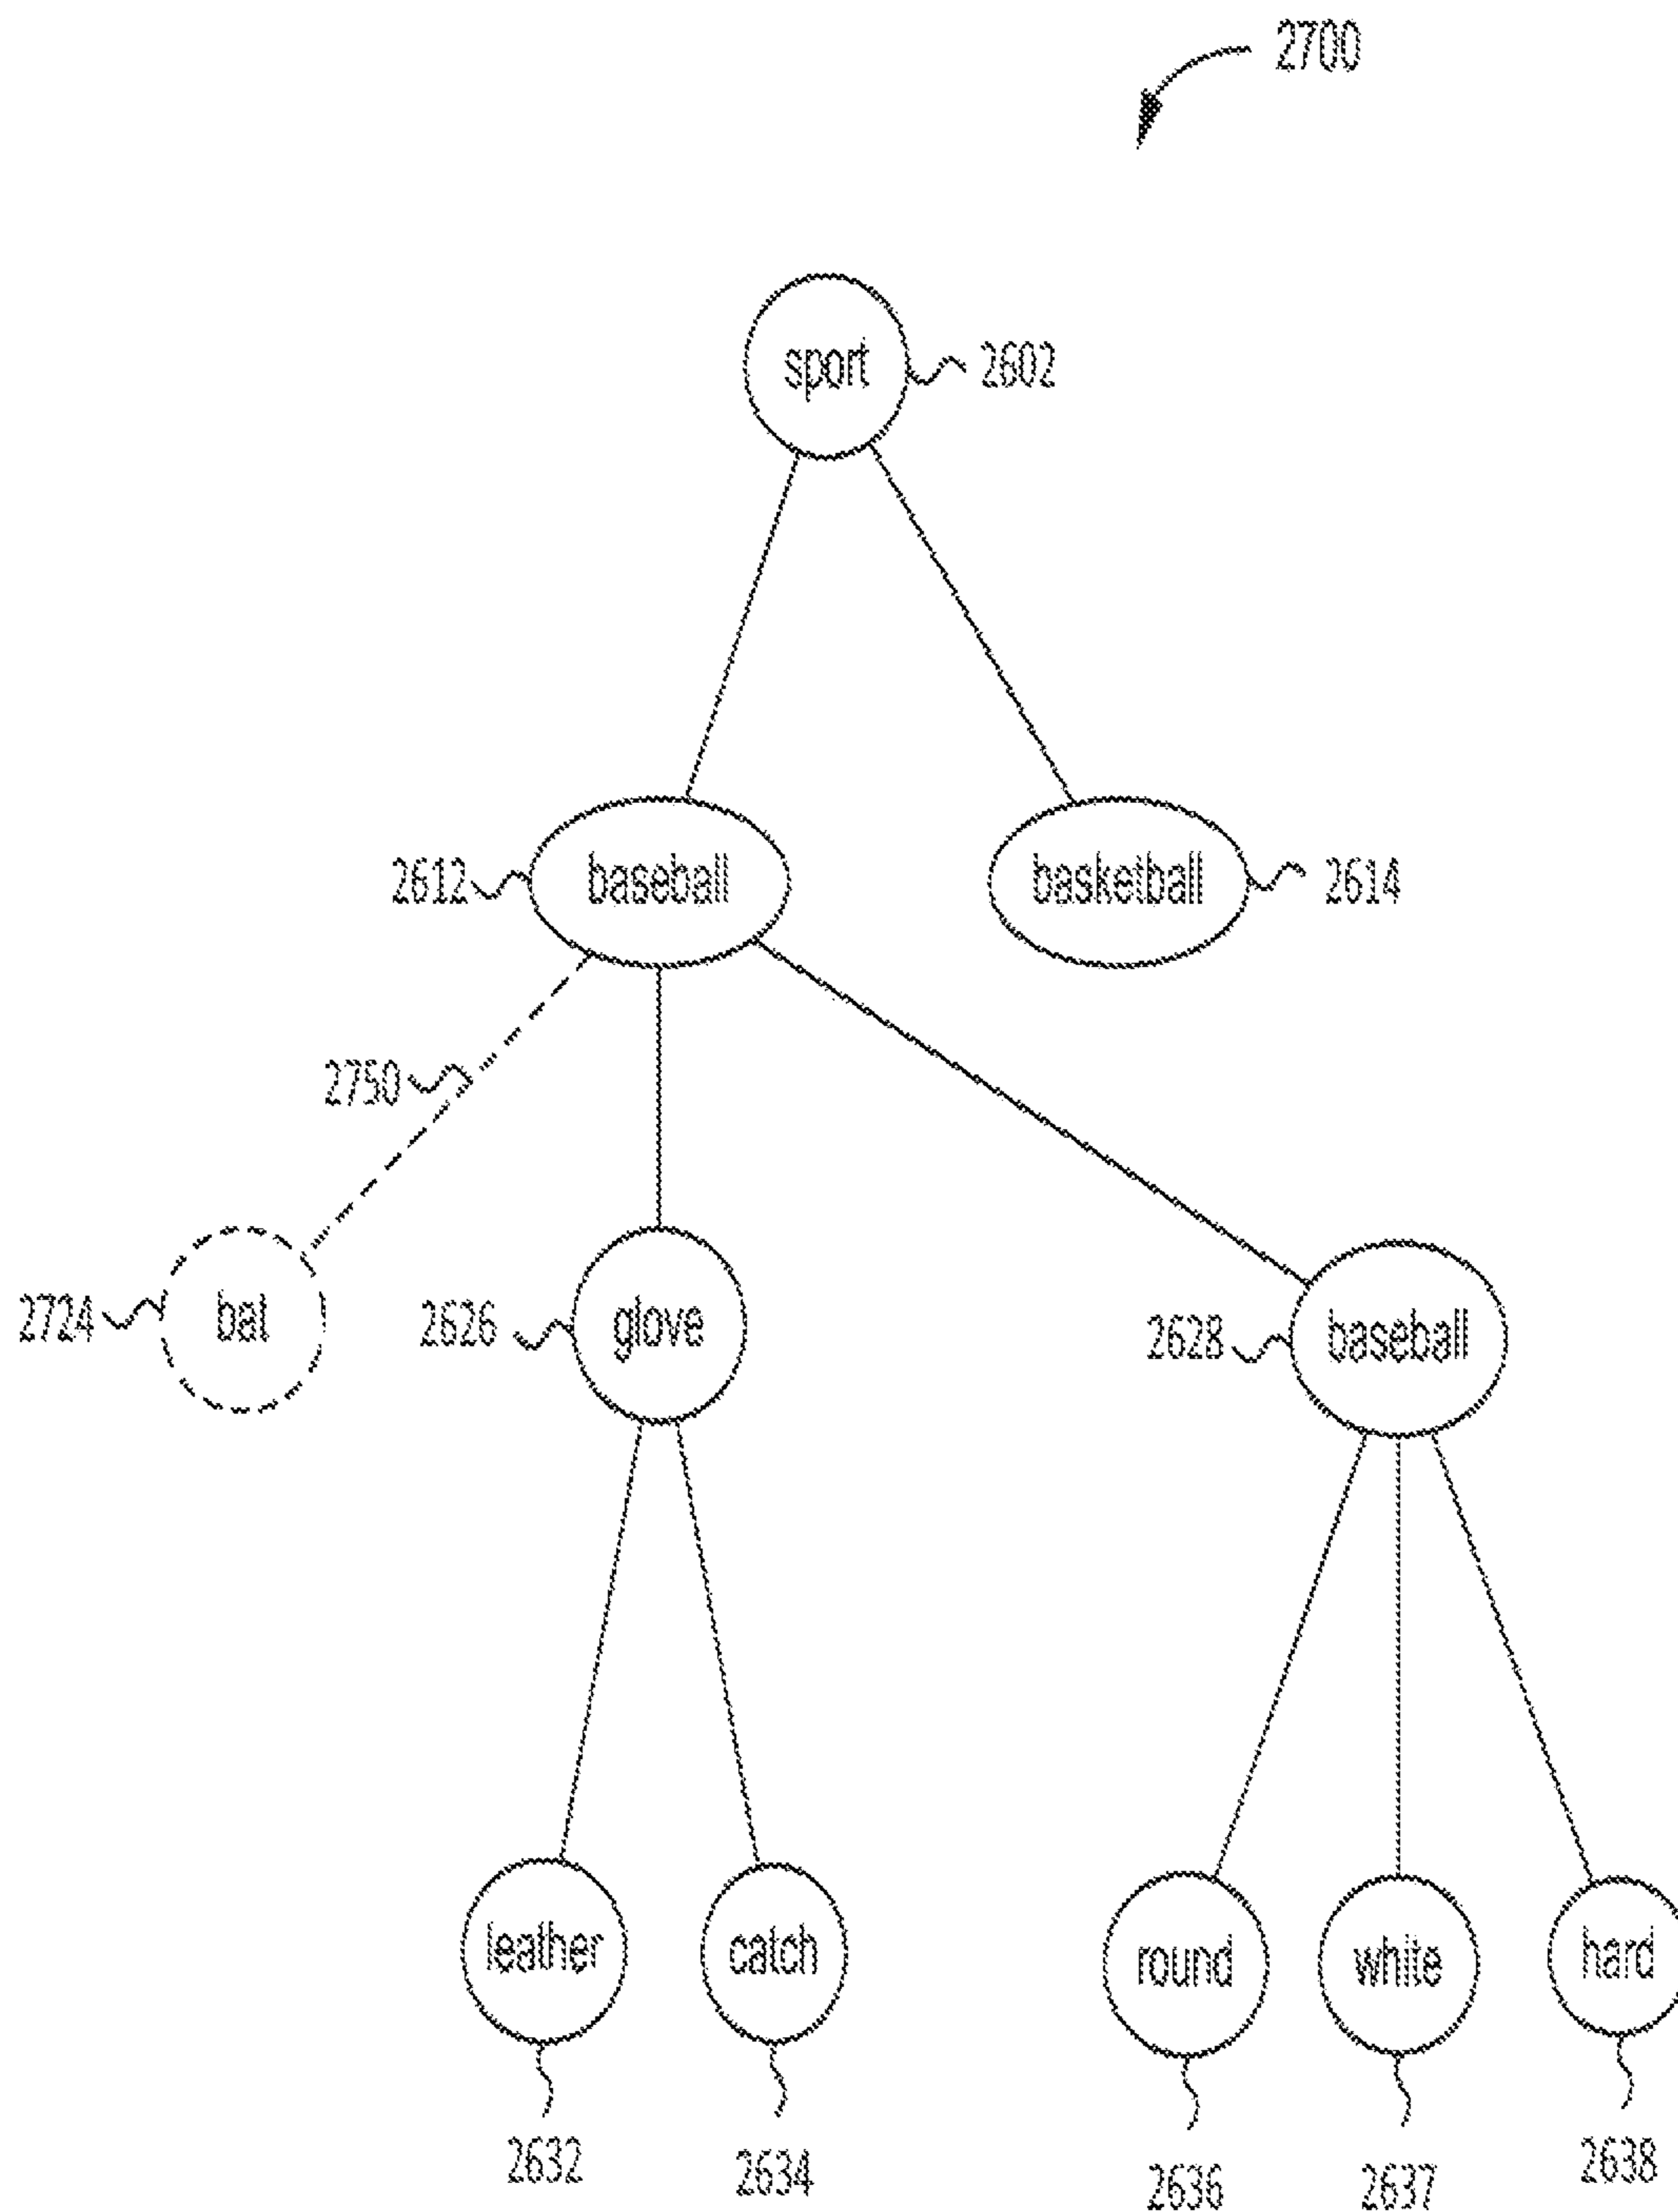 2700
sport 2602
2612 baseball basketball 2614
2750
2724 bat 2626 glove 2628 baseball
leather catch round white hard
2632 2634 2636 2637 2638